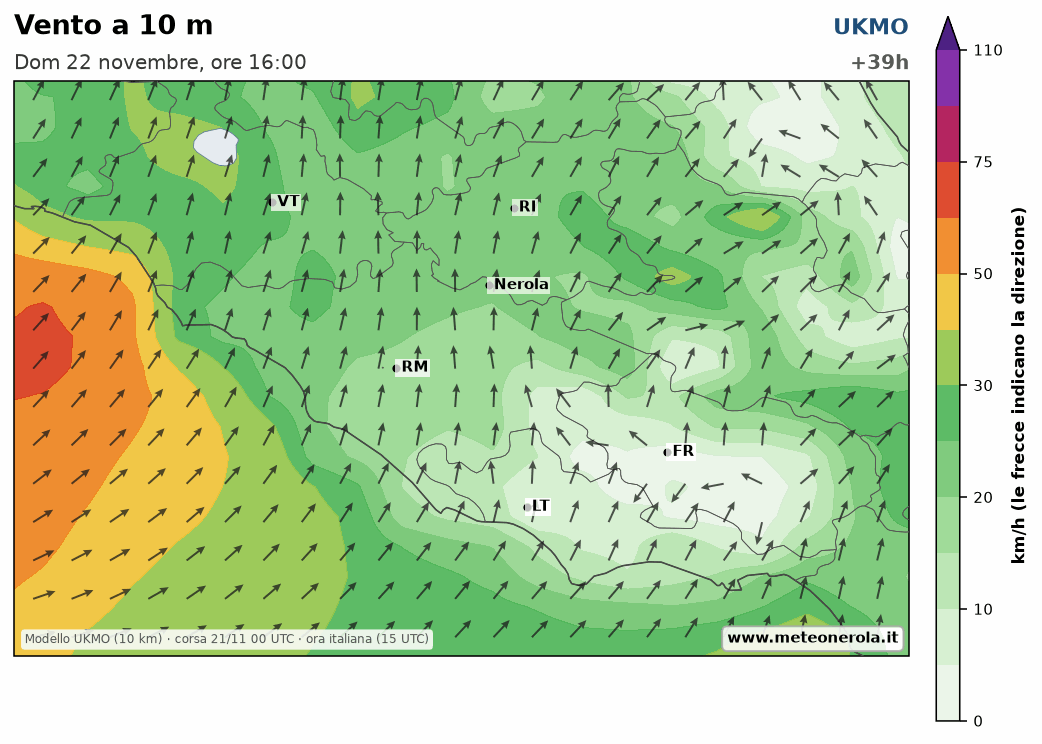 Vento a 10 m
UKMO
Dom 22 novembre, ore 16:00
+39h
VT
RI
Nerola
RM
FR
LT
Modello UKMO (10 km) · corsa 21/11 00 UTC · ora italiana (15 UTC)
www.meteonerola.it
110
75
50
30
20
10
0
km/h (le frecce indicano la direzione)